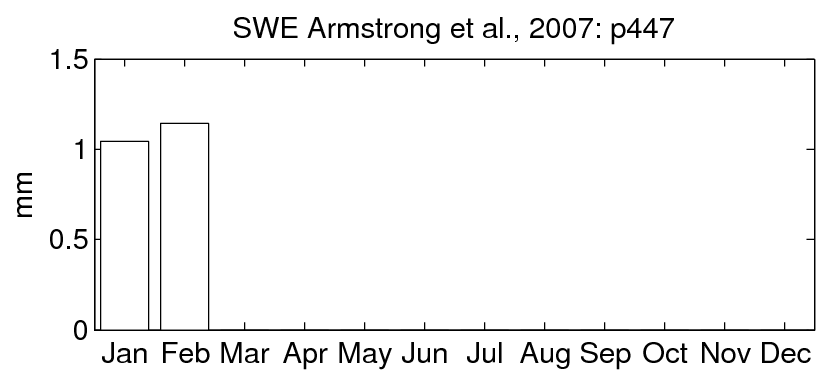 SWE Armstrong et al., 2007: p447
1.5
1
0.5
0
mm
Jan Feb Mar Apr May Jun Jul Aug Sep Oct Nov Dec